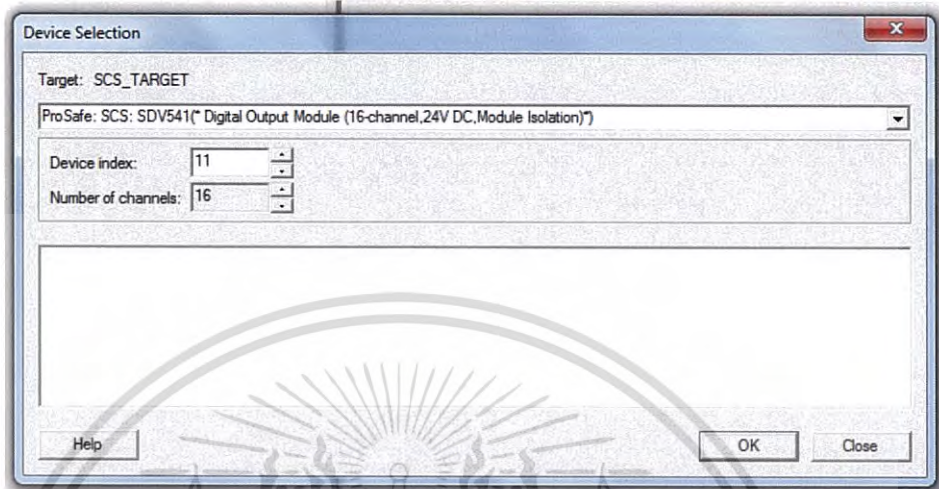 Device Selection
Target: SCS_TARGET
ProSafe: SCS: SDV541(* Digital Output Module (16-channel,24V DC,Module Isolation)*)
Device index: 11
Number of channels: 16
Help OK Close